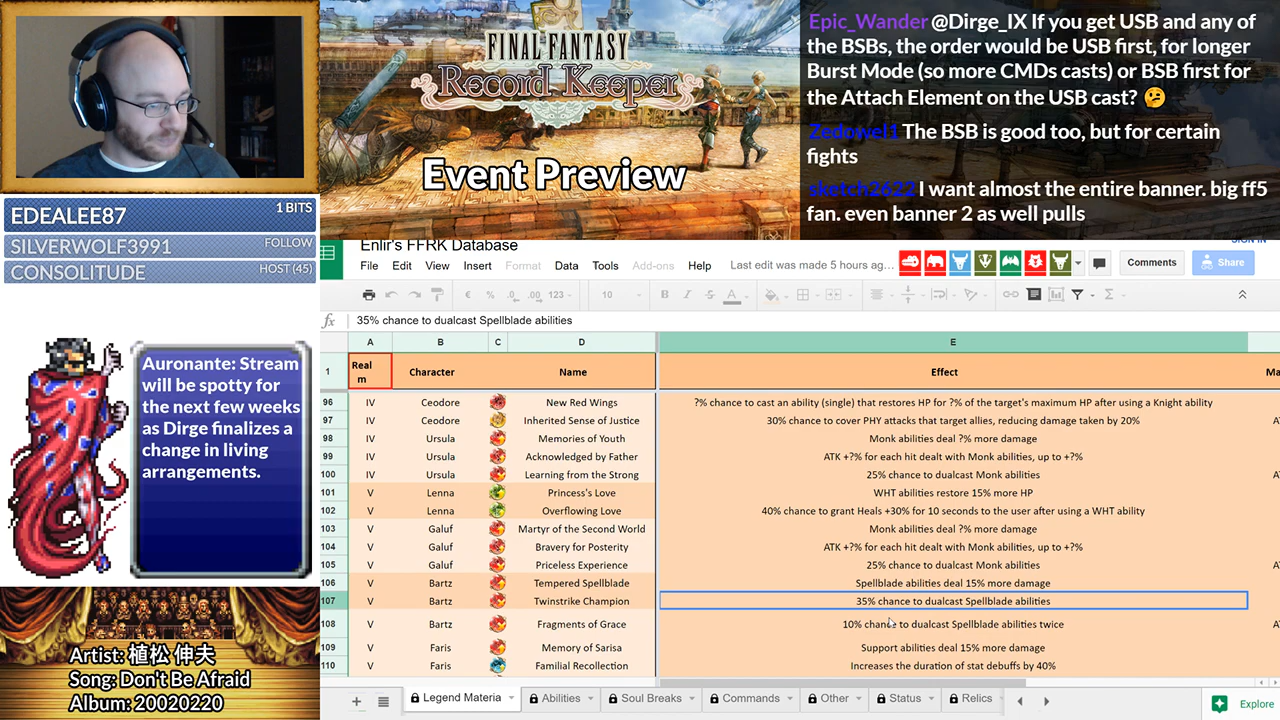 FINAL FANTASY
Record Keeper
Event Preview
Epic_Wander @Dirge_IX If you get USB and any of
the BSBs, the order would be USB first, for longer
Burst Mode (so more CMDs casts) or BSB first for
the Attach Element on the USB cast? 🤔
Zedowel1 The BSB is good too, but for certain
fights
sketch2622 I want almost the entire banner. big ff5
fan. even banner 2 as well pulls
EDEALEE87 1 BITS
SILVERWOLF3991 FOLLOW
CONSOLITUDE HOST (45)
Auronante: Stream
will be spotty for
the next few weeks
as Dirge finalizes a
change in living
arrangements.
Artist: 植松 伸夫
Song: Don't Be Afraid
Album: 20020220
Enlir's FFRK Database
SIGN IN
File Edit View Insert Format Data Tools Add-ons Help Last edit was made 5 hours ag... Comments Share
€ % .0 .00 123 10 B I S A Σ
fx 35% chance to dualcast Spellblade abilities
A B C D E
1 Real
m Character Name Effect Ma
96 IV Ceodore New Red Wings ?% chance to cast an ability (single) that restores HP for ?% of the target's maximum HP after using a Knight ability
97 IV Ceodore Inherited Sense of Justice 30% chance to cover PHY attacks that target allies, reducing damage taken by 20%
98 IV Ursula Memories of Youth Monk abilities deal ?% more damage
99 IV Ursula Acknowledged by Father ATK +?% for each hit dealt with Monk abilities, up to +?%
100 IV Ursula Learning from the Strong 25% chance to dualcast Monk abilities
101 V Lenna Princess's Love WHT abilities restore 15% more HP
102 V Lenna Overflowing Love 40% chance to grant Heals +30% for 10 seconds to the user after using a WHT ability
103 V Galuf Martyr of the Second World Monk abilities deal ?% more damage
104 V Galuf Bravery for Posterity ATK +?% for each hit dealt with Monk abilities, up to +?%
105 V Galuf Priceless Experience 25% chance to dualcast Monk abilities
106 V Bartz Tempered Spellblade Spellblade abilities deal 15% more damage
107 V Bartz Twinstrike Champion 35% chance to dualcast Spellblade abilities
108 V Bartz Fragments of Grace 10% chance to dualcast Spellblade abilities twice
109 V Faris Memory of Sarisa Support abilities deal 15% more damage
110 V Faris Familial Recollection Increases the duration of stat debuffs by 40%
Legend Materia Abilities Soul Breaks Commands Other Status Relics Explore